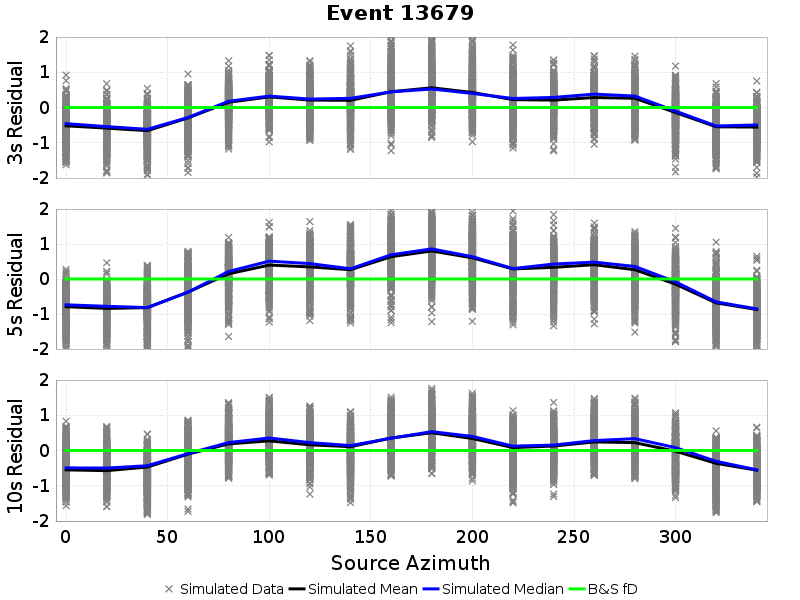 Event 13679
3s Residual
2
1
0
-1
-2
5s Residual
2
1
0
-1
-2
10s Residual
2
1
0
-1
-2
0 50 100 150 200 250 300
Source Azimuth
Simulated Data Simulated Mean Simulated Median B&S fD